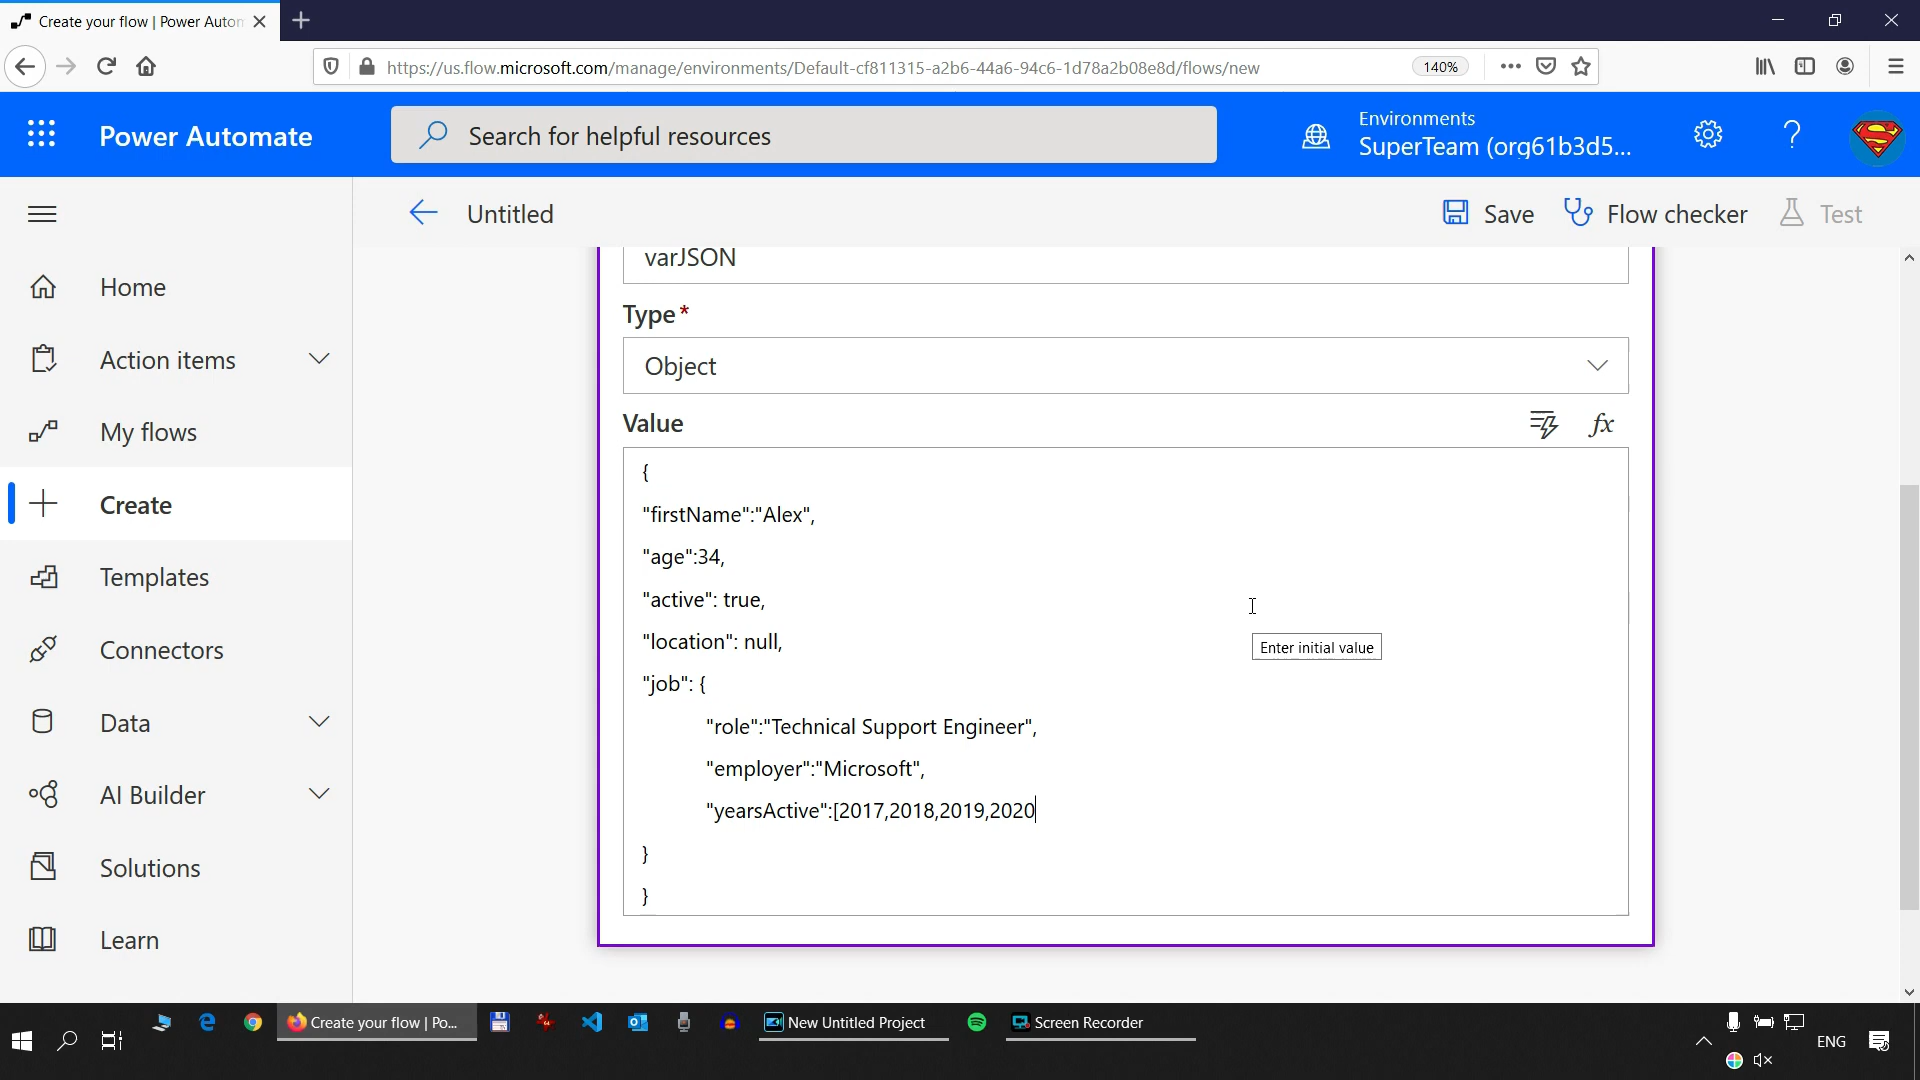 Create your flow | Power Auton
https://us.flow.microsoft.com/manage/environments/Default-cf811315-a2b6-44a6-94c6-1d78a2b08e8d/flows/new
140%
Power Automate
Search for helpful resources
Environments
SuperTeam (org61b3d5...
?
Untitled
Save
Flow checker
Test
Home
Action items
My flows
Create
Templates
Connectors
Data
AI Builder
Solutions
Learn
varJSON
Type*
Object
Value
fx
{
"firstName":"Alex",
"age":34,
"active": true,
"location": null,
"job": {
"role":"Technical Support Engineer",
"employer":"Microsoft",
"yearsActive":[2017,2018,2019,2020
}
}
Enter initial value
Create your flow | Po...
New Untitled Project
Screen Recorder
ENG